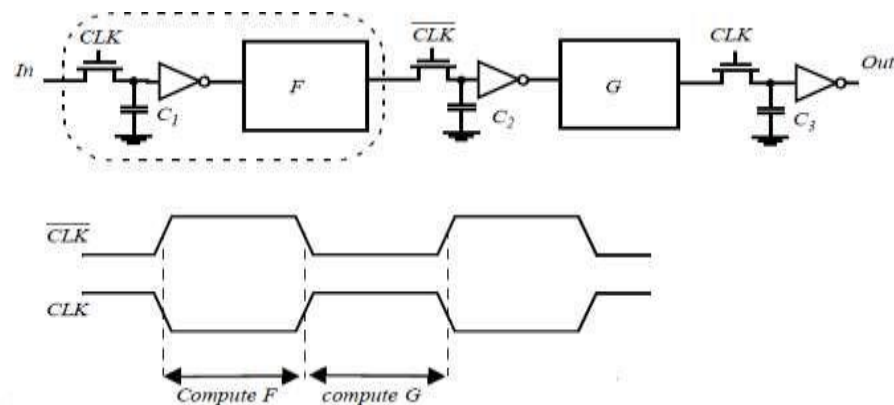 CLK
In
F
C1
CLK
G
C2
CLK
Out
C3
CLK
CLK
Compute F
compute G